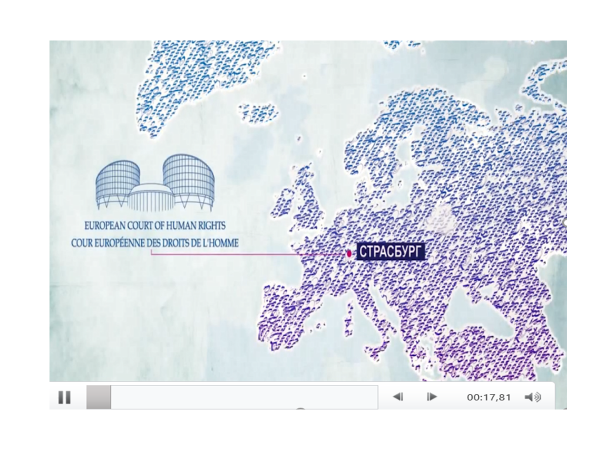 EUROPEAN COURT OF HUMAN RIGHTS
COUR EUROPÉENNE DES DROITS DE L'HOMME
СТРАСБУРГ
00:17,81